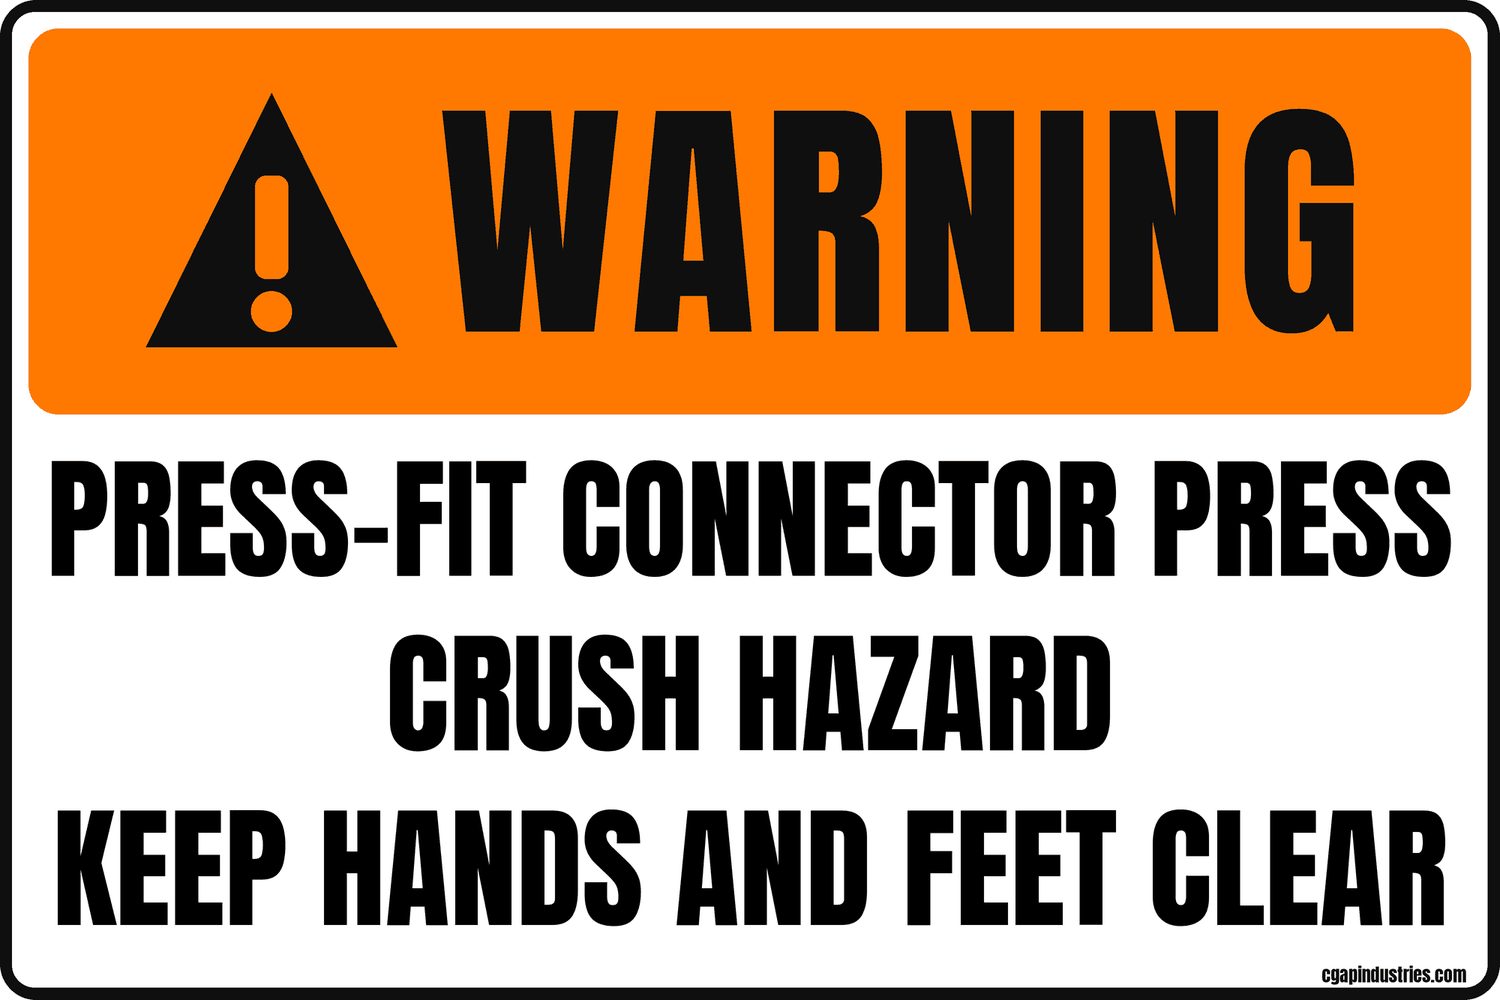 WARNING
PRESS-FIT CONNECTOR PRESS
CRUSH HAZARD
KEEP HANDS AND FEET CLEAR
cgapindustries.com